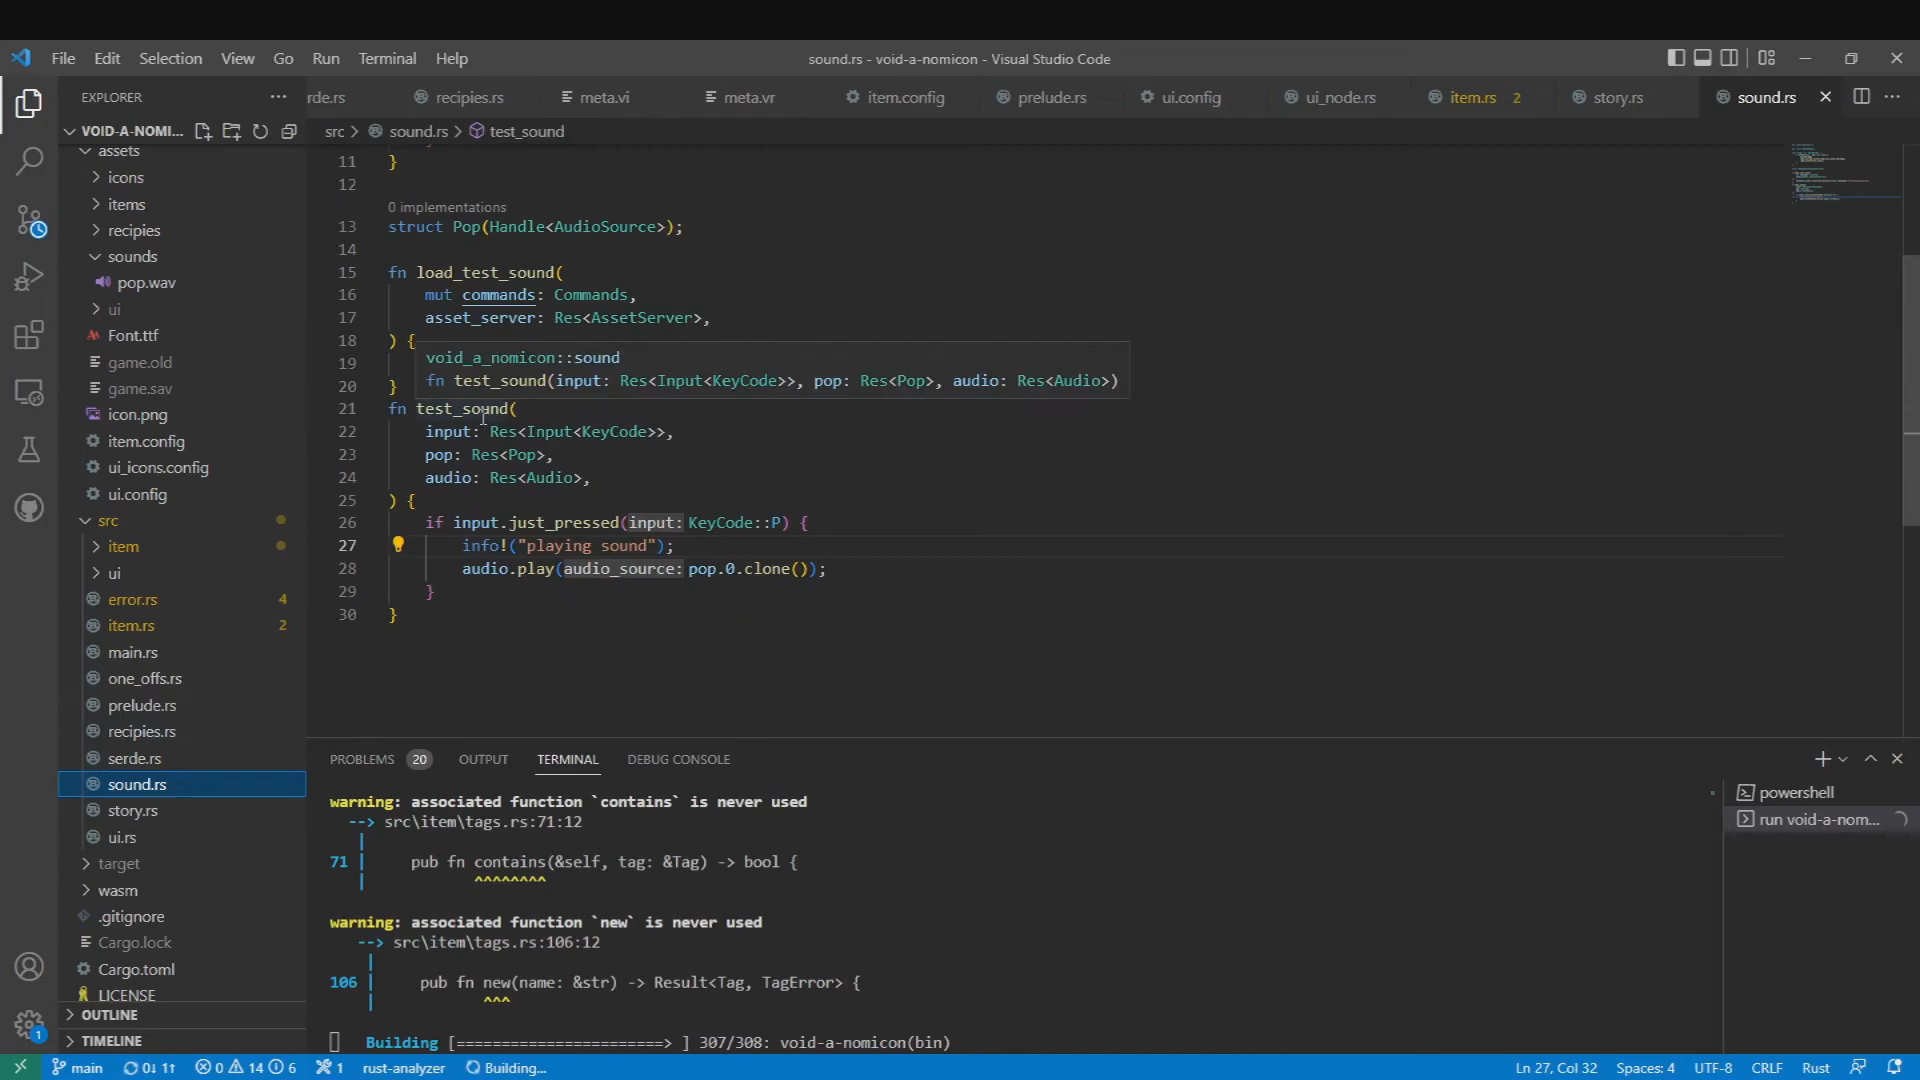 File Edit Selection View Go Run Terminal Help
sound.rs - void-a-nomicon - Visual Studio Code
EXPLORER
rde.rs recipies.rs meta.vi meta.vr item.config prelude.rs ui.config ui_node.rs item.rs 2 story.rs sound.rs
VOID-A-NOMI...
src > sound.rs > test_sound
assets
icons
items
recipies
sounds
pop.wav
ui
Font.ttf
game.old
game.sav
icon.png
item.config
ui_icons.config
ui.config
src
item
ui
error.rs 4
item.rs 2
main.rs
one_offs.rs
prelude.rs
recipies.rs
serde.rs
sound.rs
story.rs
ui.rs
target
wasm
.gitignore
Cargo.lock
Cargo.toml
LICENSE
OUTLINE
TIMELINE
11 }
12
0 implementations
13 struct Pop(Handle<AudioSource>);
14
15 fn load_test_sound(
16 mut commands: Commands,
17 asset_server: Res<AssetServer>,
18 ) {
void_a_nomicon::sound
19
fn test_sound(input: Res<Input<KeyCode>>, pop: Res<Pop>, audio: Res<Audio>)
20 }
21 fn test_sound(
22 input: Res<Input<KeyCode>>,
23 pop: Res<Pop>,
24 audio: Res<Audio>,
25 ) {
26 if input.just_pressed(input: KeyCode::P) {
27 info!("playing sound");
28 audio.play(audio_source: pop.0.clone());
29 }
30 }
PROBLEMS 20 OUTPUT TERMINAL DEBUG CONSOLE
powershell
run void-a-nom...
warning: associated function `contains` is never used
--> src\item\tags.rs:71:12
|
71 | pub fn contains(&self, tag: &Tag) -> bool {
| ^^^^^^^^
warning: associated function `new` is never used
--> src\item\tags.rs:106:12
|
106 | pub fn new(name: &str) -> Result<Tag, TagError> {
| ^^^
Building [=======================> ] 307/308: void-a-nomicon(bin)
1
main 0↓ 1↑ 0 14 6 1 rust-analyzer Building... Ln 27, Col 32 Spaces: 4 UTF-8 CRLF Rust